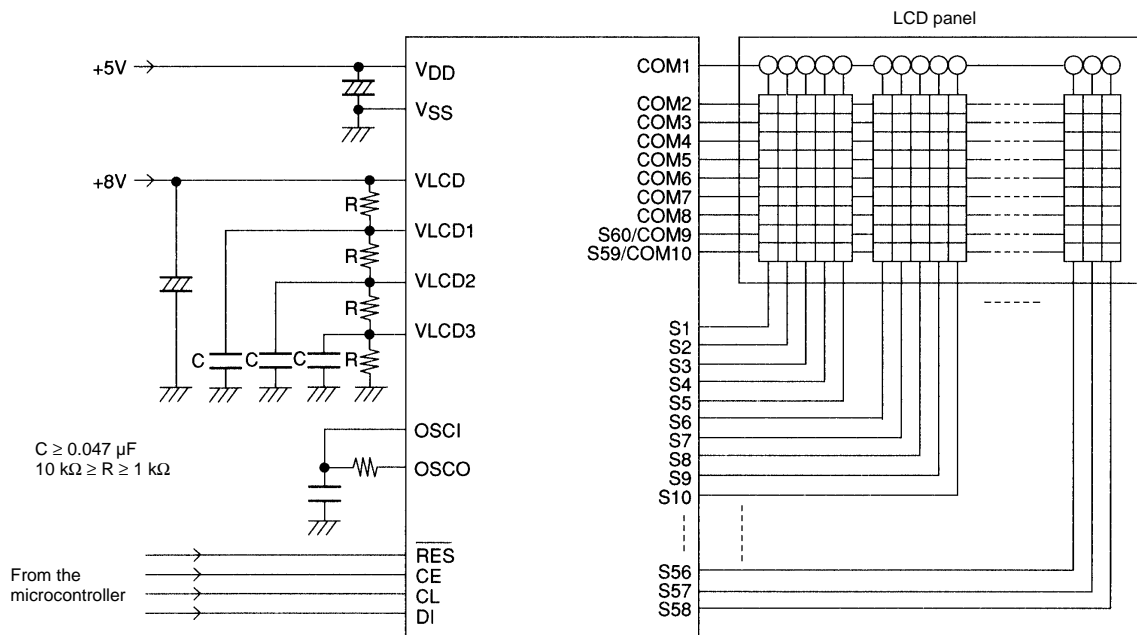 LCD panel
+5V
VDD
VSS
+8V
VLCD
R
VLCD1
R
VLCD2
R
VLCD3
R
C
C
C
OSCI
C ≥ 0.047 µF
10 kΩ ≥ R ≥ 1 kΩ
OSCO
From the
microcontroller
RES
CE
CL
DI
COM1
COM2
COM3
COM4
COM5
COM6
COM7
COM8
S60/COM9
S59/COM10
S1
S2
S3
S4
S5
S6
S7
S8
S9
S10
S56
S57
S58